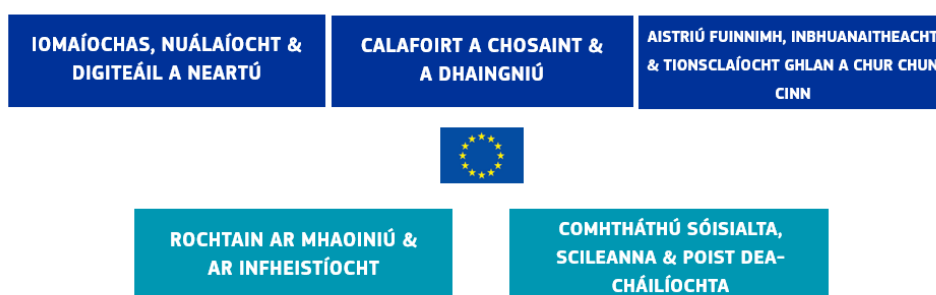 IOMAÍOCHAS, NUÁLAÍOCHT &
DIGITEÁIL A NEARTÚ
CALAFOIRT A CHOSAINT &
A DHAINGNIÚ
AISTRIÚ FUINNIMH, INBHUANAITHEACHT
& TIONSCLAÍOCHT GHLAN A CHUR CHUN
CINN
ROCHTAIN AR MHAOINIÚ &
AR INFHEISTÍOCHT
COMHTHÁTHÚ SÓISIALTA,
SCILEANNA & POIST DEA-
CHÁILÍOCHTA